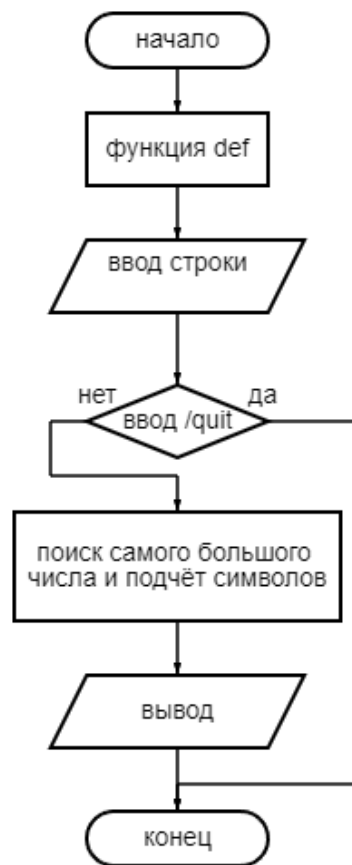 начало
функция def
ввод строки
нет
да
ввод /quit
поиск самого большого
числа и подчёт символов
вывод
конец